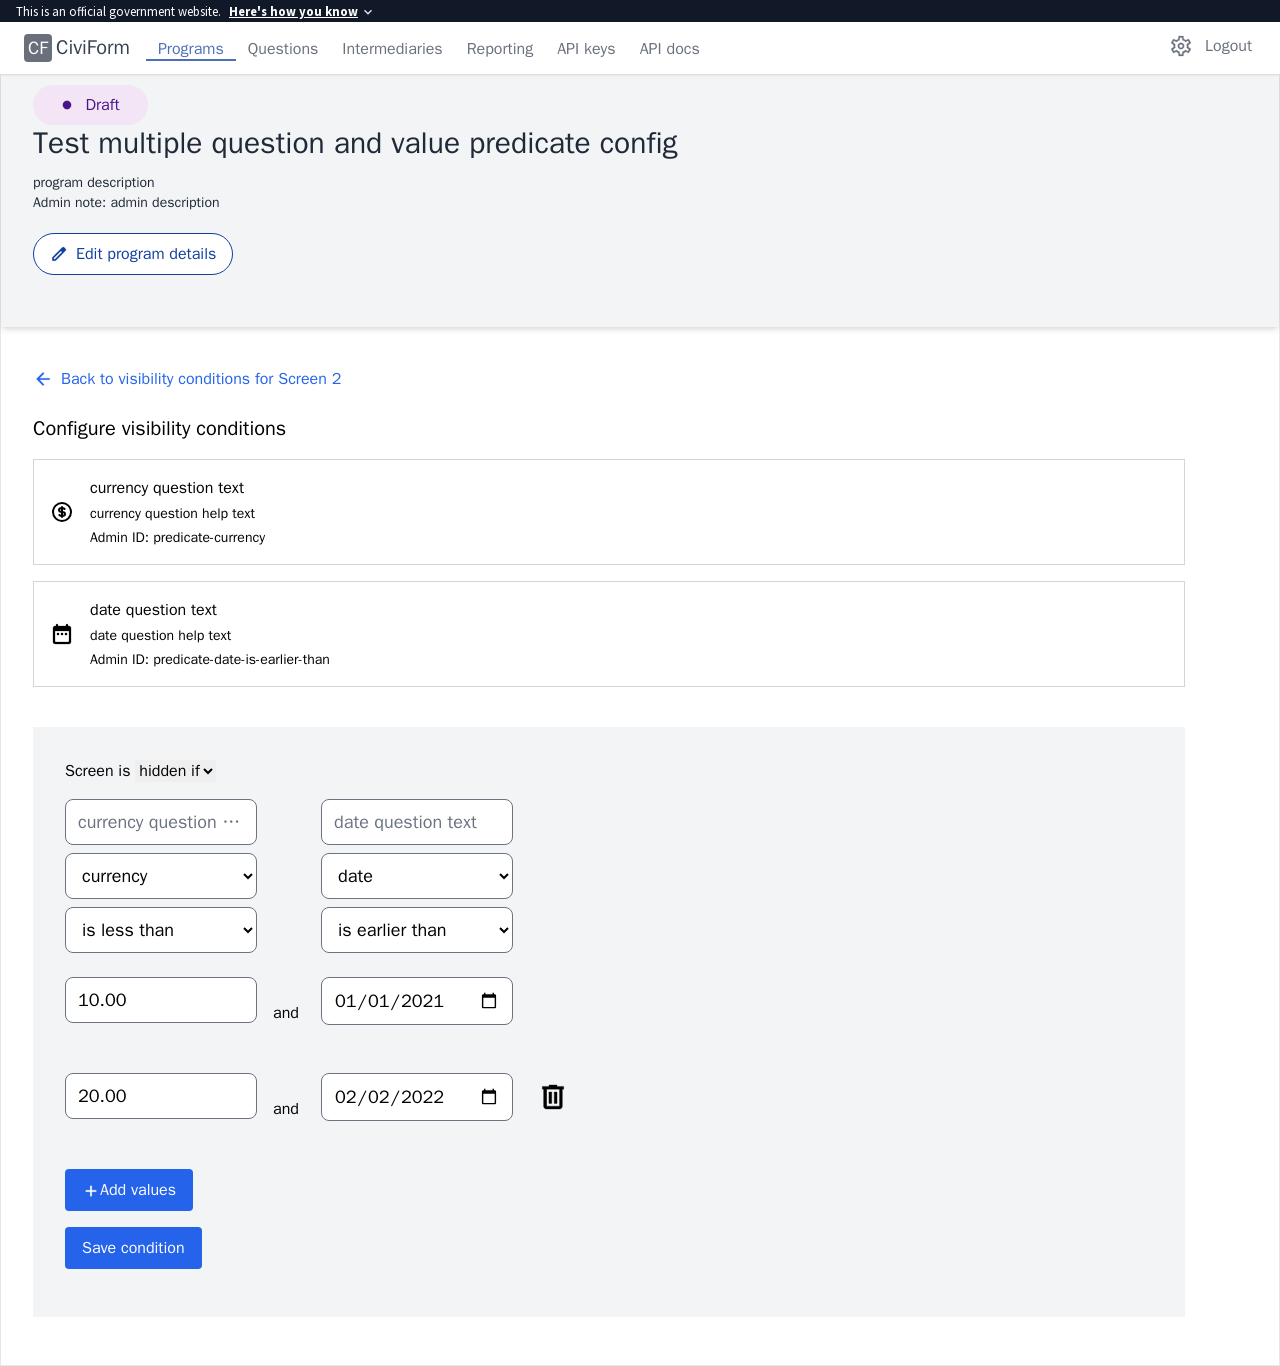 This is an official government website. Here's how you know
CF CiviForm Programs Questions Intermediaries Reporting API keys API docs Logout
Draft
Test multiple question and value predicate config
program description
Admin note: admin description
Edit program details
Back to visibility conditions for Screen 2
Configure visibility conditions
currency question text
currency question help text
Admin ID: predicate-currency
date question text
date question help text
Admin ID: predicate-date-is-earlier-than
Screen is hidden if
currency question ··· date question text
currency date
is less than is earlier than
10.00 and 01/01/2021
20.00 and 02/02/2022
+Add values
Save condition